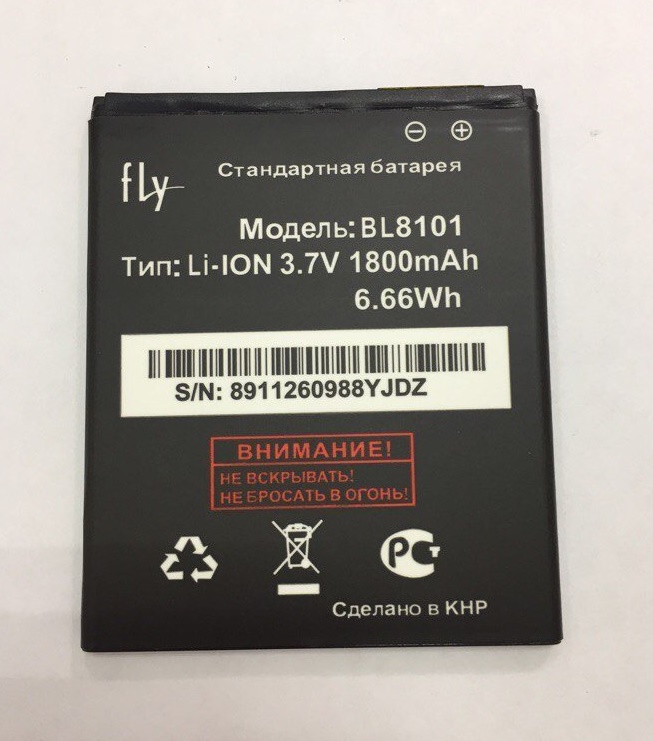 fly
Стандартная батарея
Модель: BL8101
Тип: Li-ION 3.7V 1800mAh
6.66Wh
S/N: 8911260988YJDZ
ВНИМАНИЕ!
НЕ ВСКРЫВАТЬ!
НЕ БРОСАТЬ В ОГОНЬ!
РСТ
Сделано в КНР